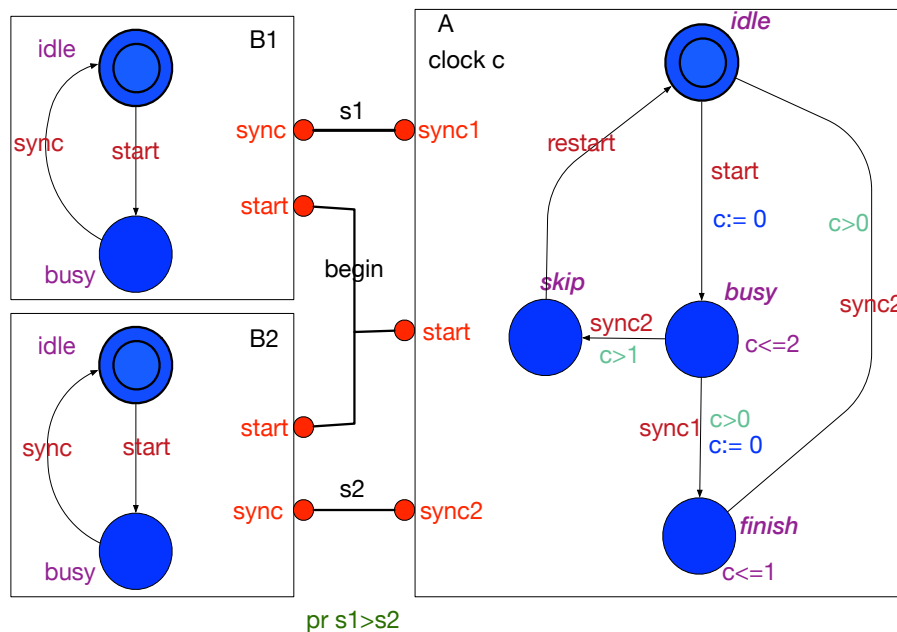 B1
idle
sync
start
busy
sync
start
B2
idle
sync
start
busy
start
sync
s1
begin
s2
A
clock c
sync1
start
sync2
idle
restart
start
c:= 0
c>0
sync2
skip
busy
sync2
c>1
c<=2
sync1
c>0
c:= 0
finish
c<=1
pr s1>s2